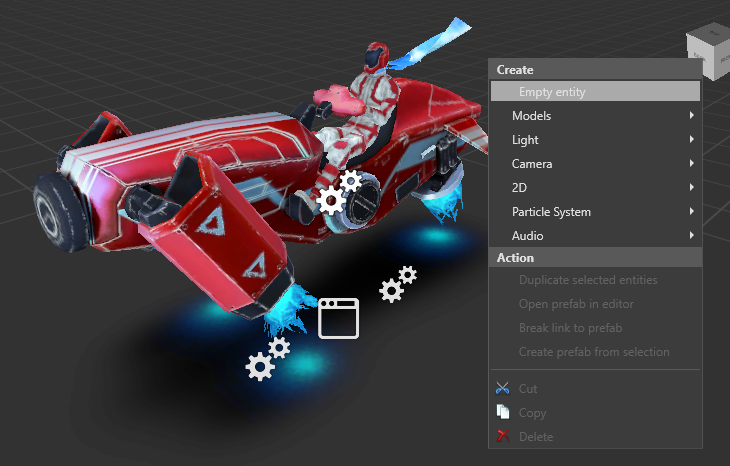 Create
Empty entity
Models
Light
Camera
2D
Particle System
Audio
Action
Duplicate selected entities
Open prefab in editor
Break link to prefab
Create prefab from selection
Cut
Copy
Delete